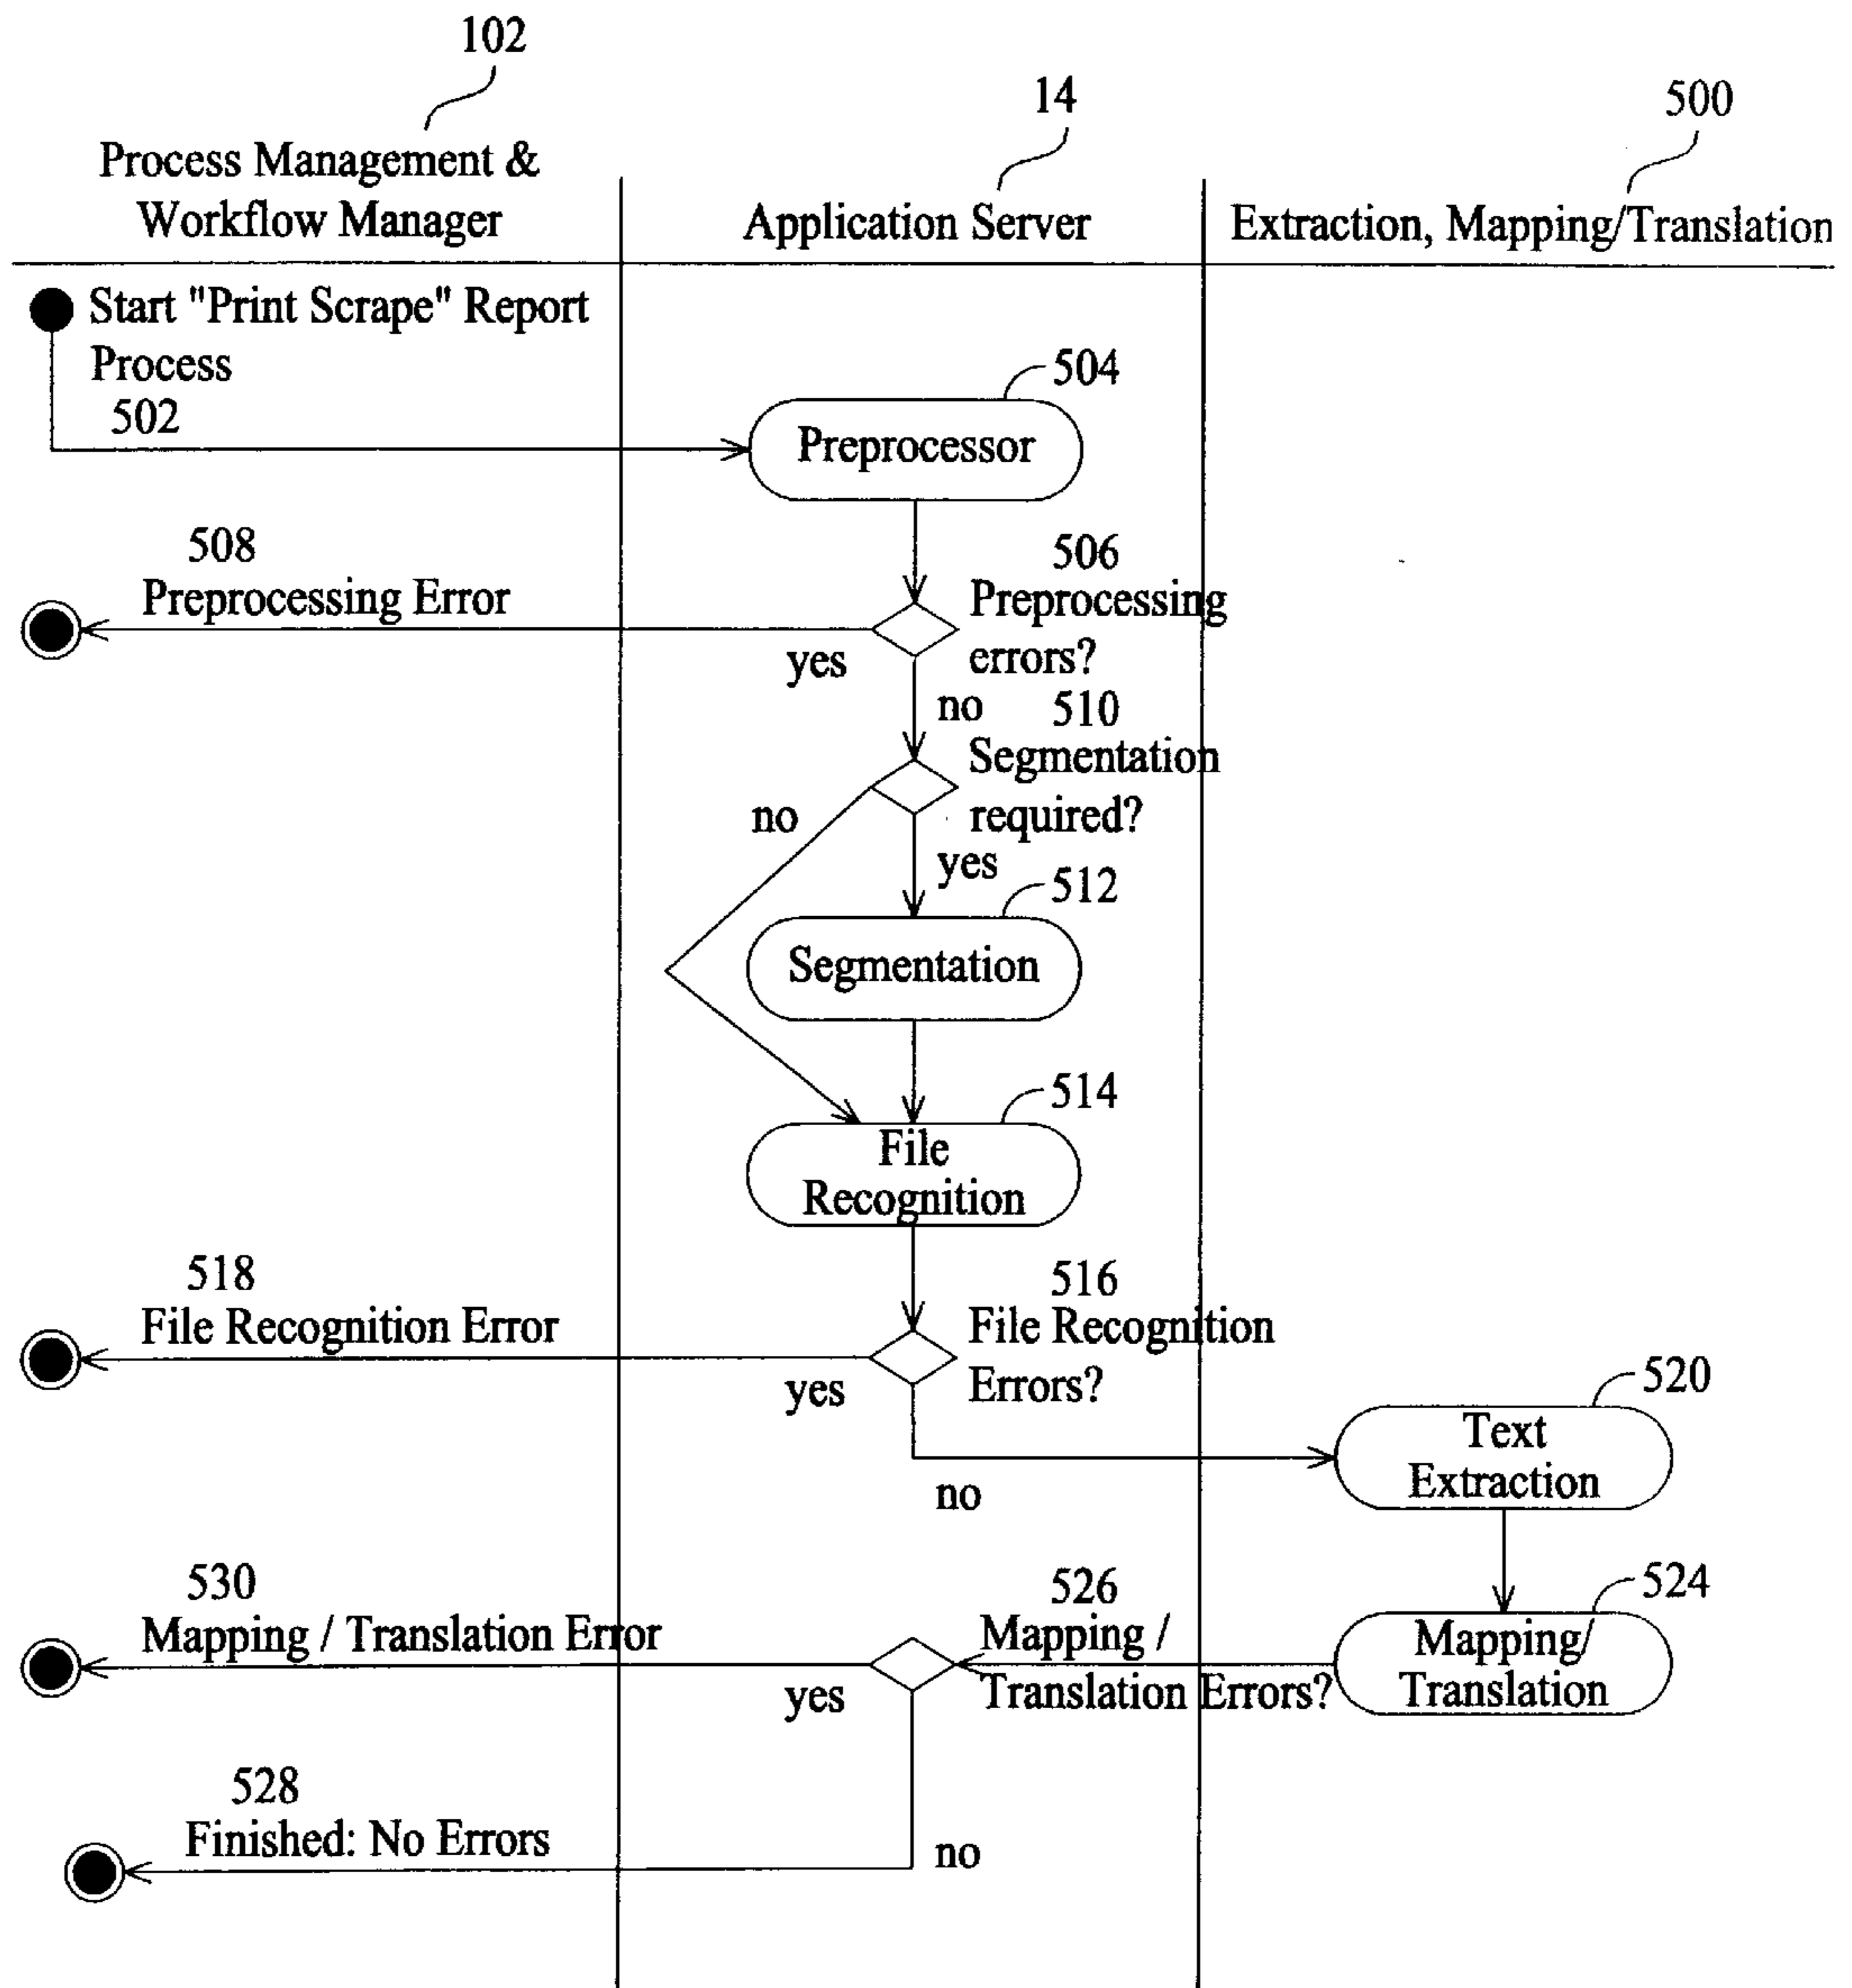 102
14
500
Process Management &
Workflow Manager
Application Server
Extraction, Mapping/Translation
Start "Print Scrape" Report
Process
502
504
Preprocessor
508
Preprocessing Error
506
Preprocessing
errors?
yes
no
510
Segmentation
required?
no
yes
512
Segmentation
514
File
Recognition
518
File Recognition Error
516
File Recognition
Errors?
yes
no
520
Text
Extraction
530
Mapping / Translation Error
526
Mapping /
Translation Errors?
yes
524
Mapping/
Translation
528
Finished: No Errors
no